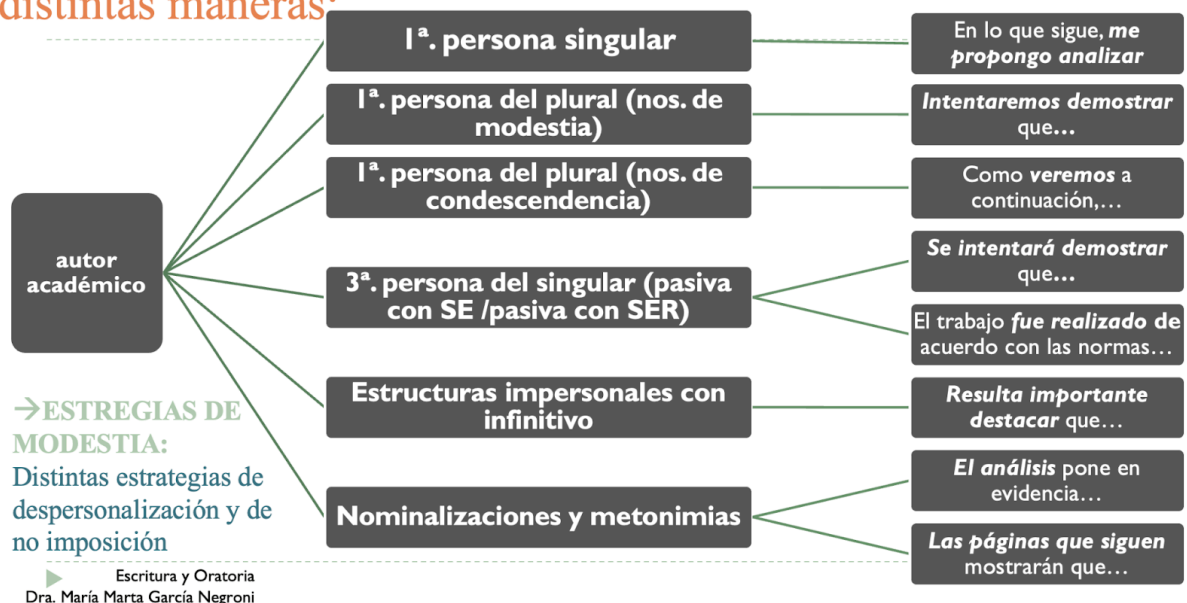 distintas maneras:
1ª. persona singular
En lo que sigue, me
propongo analizar
1ª. persona del plural (nos. de
modestia)
Intentaremos demostrar
que…
1ª. persona del plural (nos. de
condescendencia)
Como veremos a
continuación,…
autor
académico
3ª. persona del singular (pasiva
con SE /pasiva con SER)
Se intentará demostrar
que…
El trabajo fue realizado de
acuerdo con las normas…
Estructuras impersonales con
infinitivo
Resulta importante
destacar que…
Nominalizaciones y metonimias
El análisis pone en
evidencia…
Las páginas que siguen
mostrarán que…
→ESTREGIAS DE
MODESTIA:
Distintas estrategias de
despersonalización y de
no imposición
Escritura y Oratoria
Dra. María Marta García Negroni